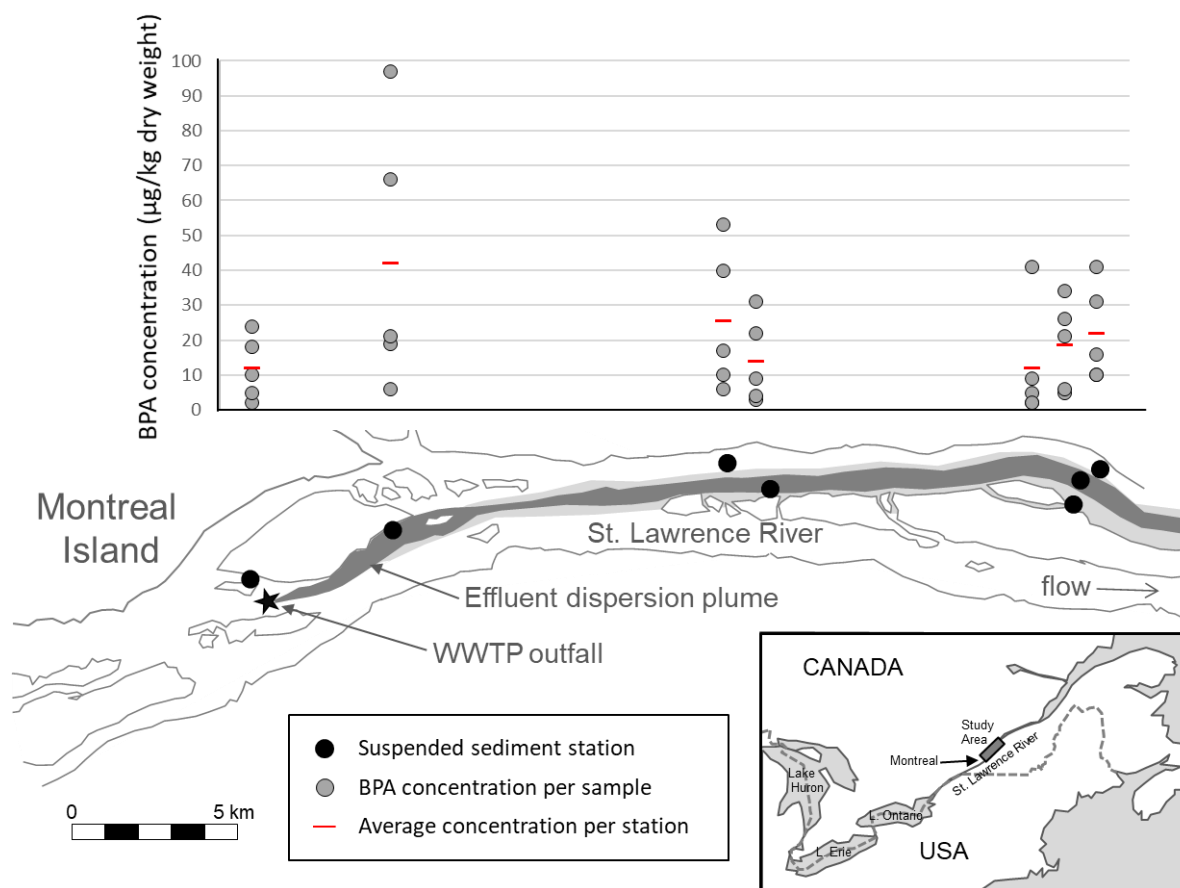 BPA concentration (µg/kg dry weight)
100
90
80
70
60
50
40
30
20
10
0
Montreal
Island
St. Lawrence River
Effluent dispersion plume
flow
WWTP outfall
Suspended sediment station
BPA concentration per sample
Average concentration per station
0 5 km
CANADA
Study
Area
Montreal
St. Lawrence River
Lake
Huron
L. Ontario
L. Erie
USA